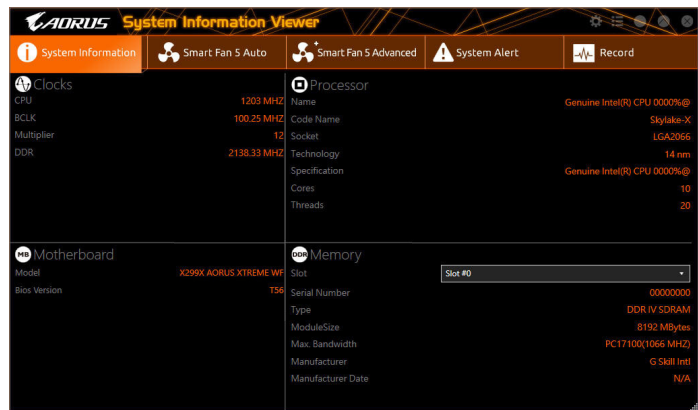 AORUS System Information Viewer
System Information
Smart Fan 5 Auto
Smart Fan 5 Advanced
System Alert
Record
Clocks
CPU 1203 MHZ
BCLK 100.25 MHZ
Multiplier 12
DDR 2138.33 MHZ
Processor
Name Genuine Intel(R) CPU 0000%@
Code Name Skylake-X
Socket LGA2066
Technology 14 nm
Specification Genuine Intel(R) CPU 0000%@
Cores 10
Threads 20
MB Motherboard
Model X299X AORUS XTREME WF
Bios Version T56
DDR Memory
Slot Slot #0
Serial Number 00000000
Type DDR IV SDRAM
ModuleSize 8192 MBytes
Max. Bandwidth PC17100(1066 MHZ)
Manufacturer G Skill Intl
Manufacturer Date N/A